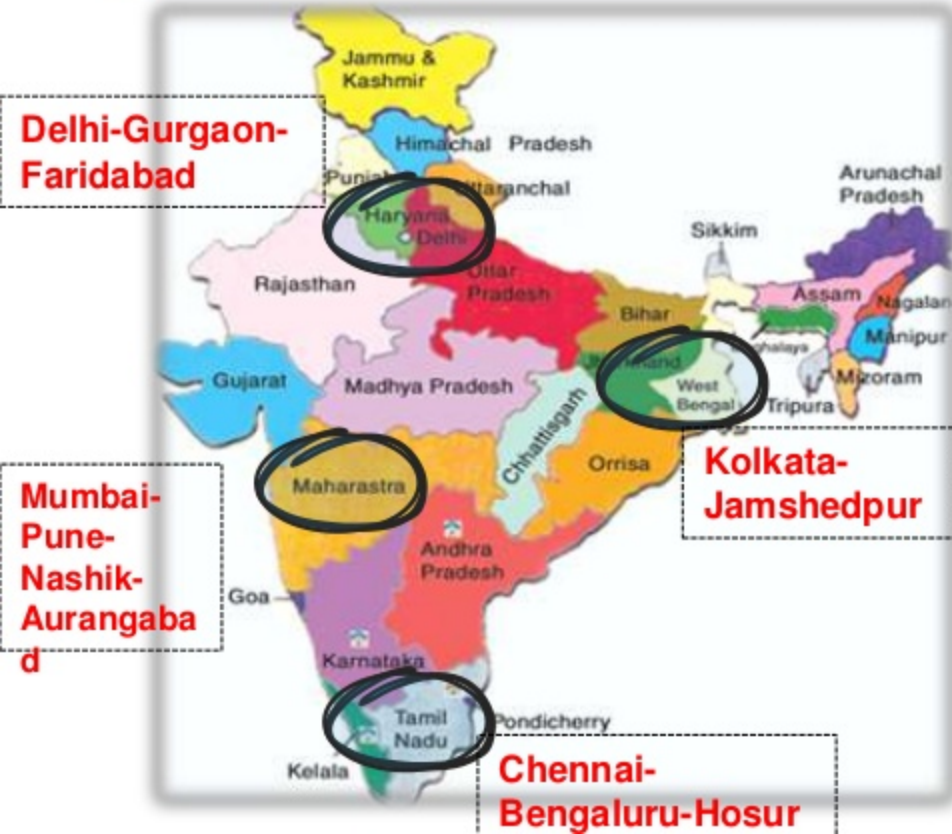 Jammu &
Kashmir
Delhi-Gurgaon-
Faridabad
Himachal Pradesh
Punjab
Uttaranchal
Arunachal
Pradesh
Haryana
Delhi
Sikkim
Rajasthan
Uttar
Pradesh
Assam
Nagalan
Bihar
Manipur
Meghalaya
Jharkhand
Gujarat
Madhya Pradesh
West
Bengal
Mizoram
Tripura
Chhattisgarh
Kolkata-
Jamshedpur
Orrisa
Maharastra
Mumbai-
Pune-
Nashik-
Aurangaba
d
Andhra
Pradesh
Goa
Karnataka
Tamil
Nadu
Pondicherry
Kelala
Chennai-
Bengaluru-Hosur